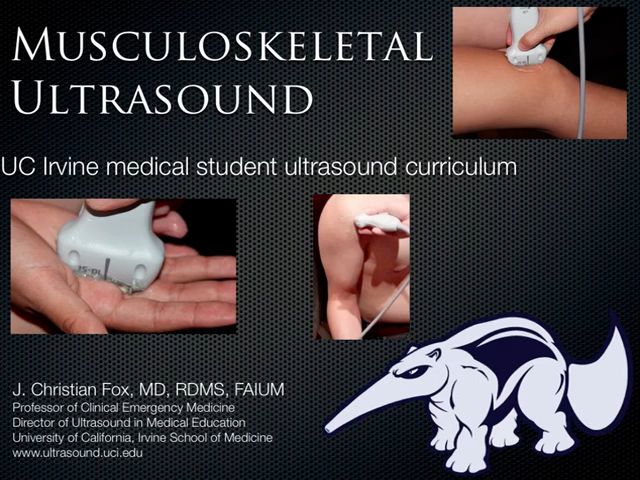 MUSCULOSKELETAL
ULTRASOUND
UC Irvine medical student ultrasound curriculum
J. Christian Fox, MD, RDMS, FAIUM
Professor of Clinical Emergency Medicine
Director of Ultrasound in Medical Education
University of California, Irvine School of Medicine
www.ultrasound.uci.edu